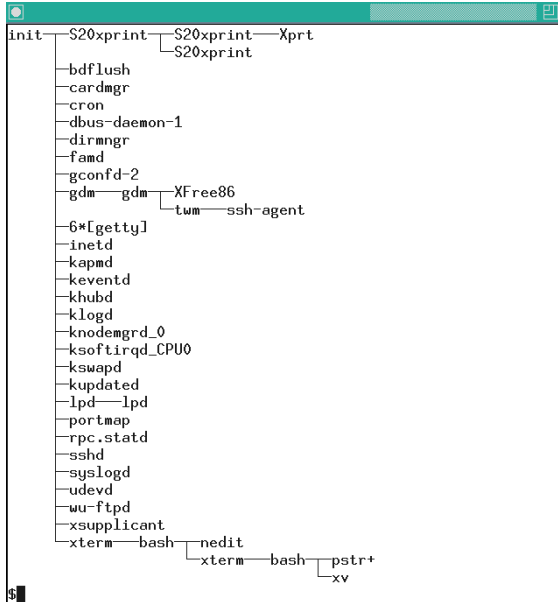 init─┬─S20xprint─┬─S20xprint──Xprt
└─S20xprint
├─bdflush
├─cardmgr
├─cron
├─dbus-daemon-1
├─dirmngr
├─famd
├─gconfd-2
├─gdm──gdm─┬─XFree86
└─twm──ssh-agent
├─6*[getty]
├─inetd
├─kapmd
├─keventd
├─khubd
├─klogd
├─knodemgrd_0
├─ksoftirqd_CPU0
├─kswapd
├─kupdated
├─lpd──lpd
├─portmap
├─rpc.statd
├─sshd
├─syslogd
├─udevd
├─wu-ftpd
├─xsupplicant
└─xterm──bash─┬─nedit
└─xterm──bash─┬─pstr+
└─xv
$